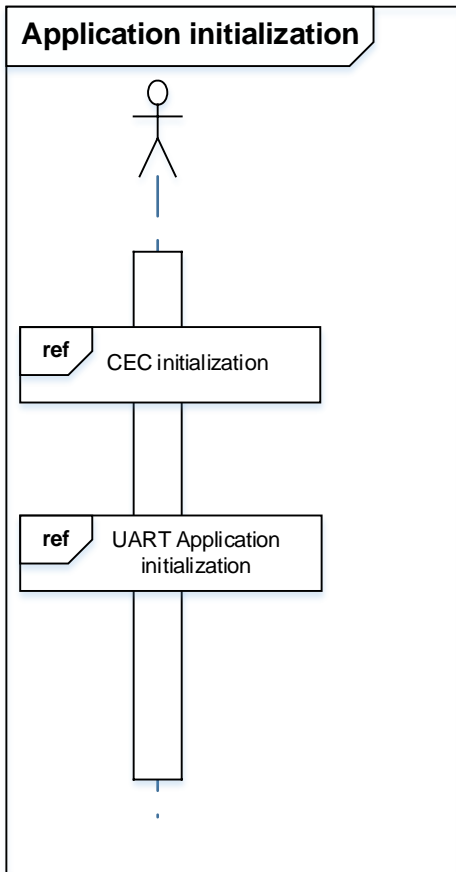 Application initialization
ref
CEC initialization
ref
UART Application
initialization